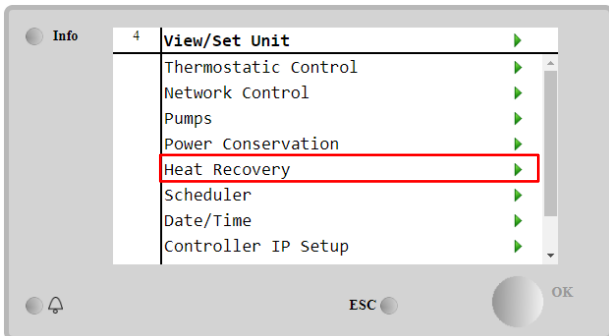 Info
4 View/Set Unit
Thermostatic Control
Network Control
Pumps
Power Conservation
Heat Recovery
Scheduler
Date/Time
Controller IP Setup
ESC OK